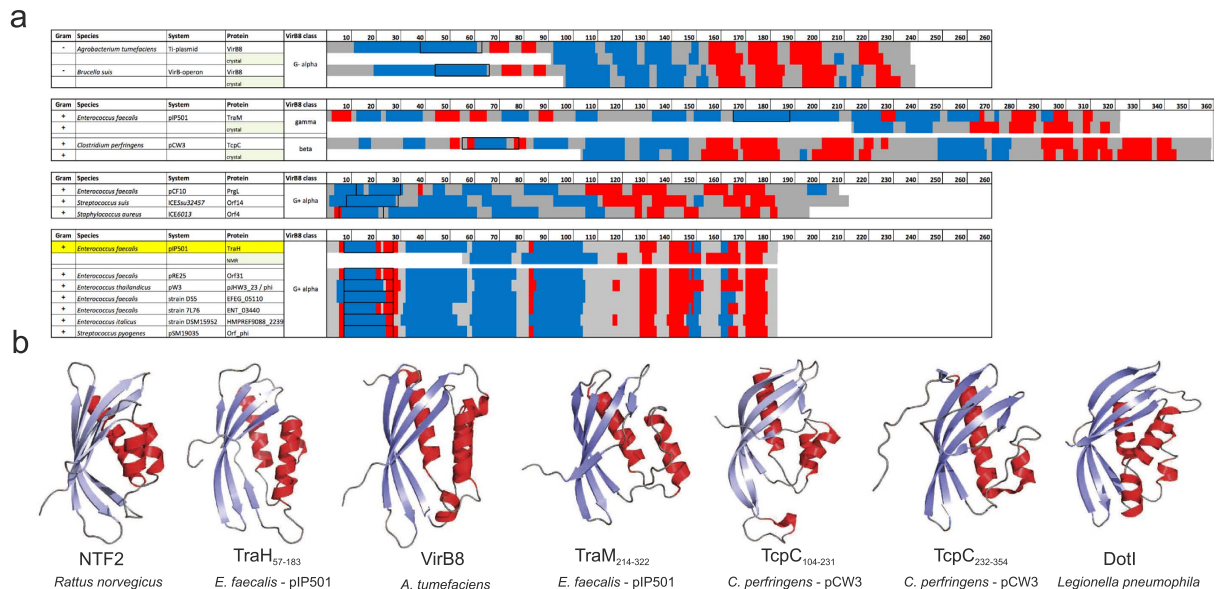 a
Gram Species System Protein VirB8 class 10 20 30 40 50 60 70 80 90 100 110 120 130 140 150 160 170 180 190 200 210 220 230 240 250 260
- Agrobacterium tumefaciens Ti-plasmid VirB8 G- alpha
crystal
- Brucella suis VirB-operon VirB8
crystal
Gram Species System Protein VirB8 class 10 20 30 40 50 60 70 80 90 100 110 120 130 140 150 160 170 180 190 200 210 220 230 240 250 260 270 280 290 300 310 320 330 340 350 360
+ Enterococcus faecalis pIP501 TraM gamma
+ crystal
+ Clostridium perfringens pCW3 TcpC beta
+ crystal
Gram Species System Protein VirB8 class 10 20 30 40 50 60 70 80 90 100 110 120 130 140 150 160 170 180 190 200 210 220 230 240 250 260
+ Enterococcus faecalis pCF10 PrgL G+ alpha
+ Streptococcus suis ICESsu32457 Orf14
+ Staphylococcus aureus ICE6013 Orf4
Gram Species System Protein VirB8 class 10 20 30 40 50 60 70 80 90 100 110 120 130 140 150 160 170 180 190 200 210 220 230 240 250 260
+ Enterococcus faecalis pIP501 TraH G+ alpha
NMR
+ Enterococcus faecalis pRE25 Orf31
+ Enterococcus thailandicus pW3 pJHW3_23 / phi
+ Enterococcus faecalis strain DS5 EFEG_05110
+ Enterococcus faecalis strain 7L76 ENT_03440
+ Enterococcus italicus strain DSM15952 HMPREF9088_2239
+ Streptococcus pyogenes pSM19035 Orf_phi
b
NTF2 TraH57-183 VirB8 TraM214-322 TcpC104-231 TcpC232-354 DotI
Rattus norvegicus E. faecalis - pIP501 A. tumefaciens E. faecalis - pIP501 C. perfringens - pCW3 C. perfringens - pCW3 Legionella pneumophila